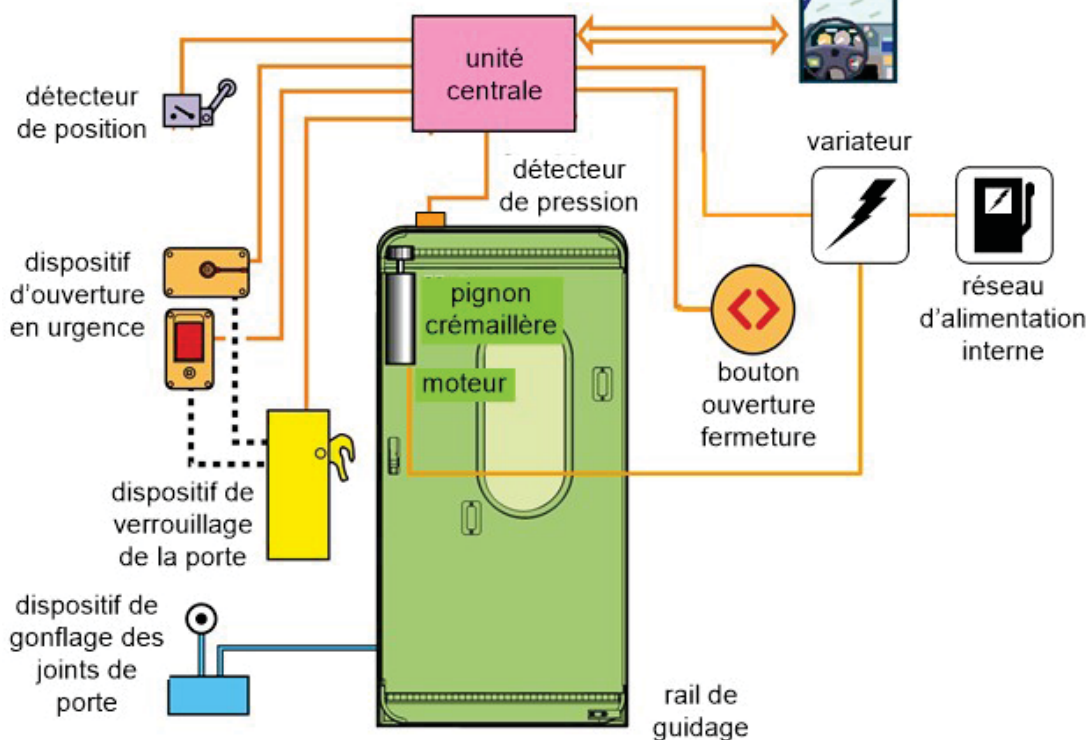 unité
centrale
détecteur
de position
variateur
détecteur
de pression
dispositif
d'ouverture
en urgence
pignon
crémaillère
moteur
réseau
d'alimentation
interne
bouton
ouverture
fermeture
dispositif de
verrouillage
de la porte
dispositif de
gonflage des
joints de
porte
rail de
guidage